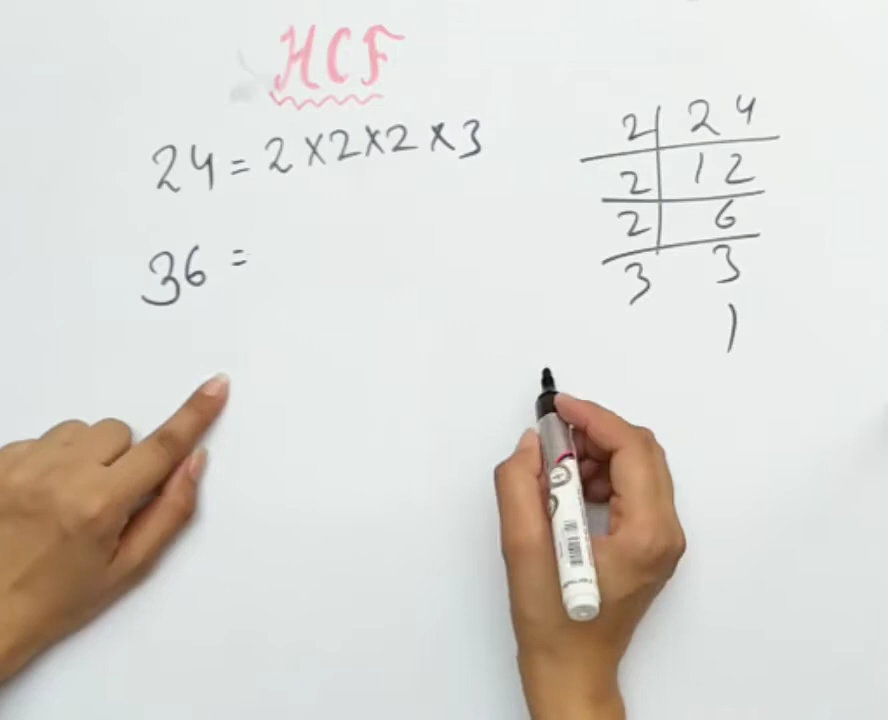 HCF
24 = 2 × 2 × 2 × 3
36 =
2 | 24
2 | 12
2 | 6
3 3
1